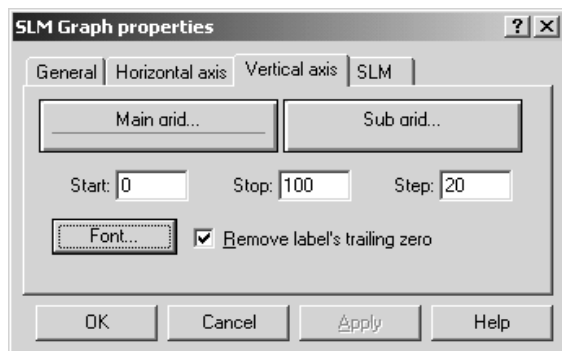 SLM Graph properties
General Horizontal axis Vertical axis SLM
Main grid... Sub grid...
Start: 0 Stop: 100 Step: 20
Font... Remove label's trailing zero
OK Cancel Apply Help